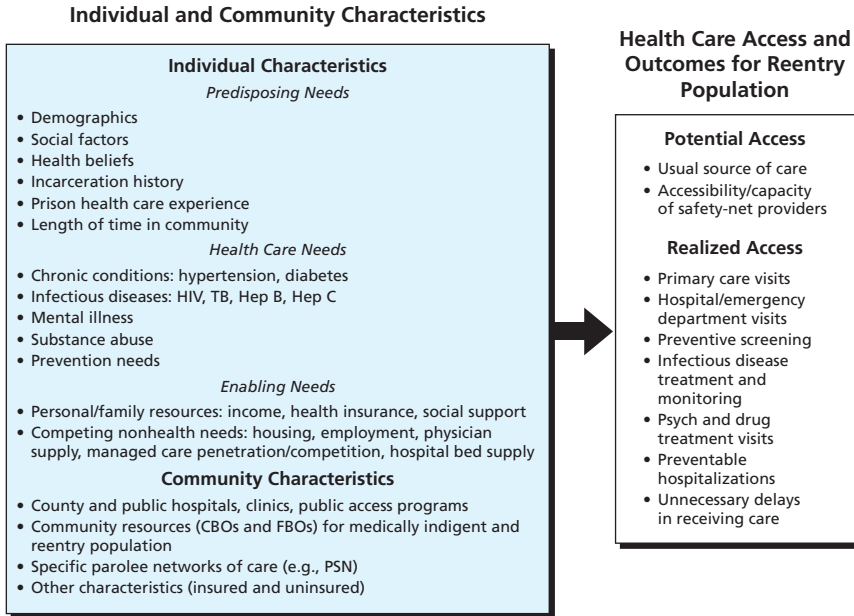 Individual and Community Characteristics
Individual Characteristics
Predisposing Needs
• Demographics
• Social factors
• Health beliefs
• Incarceration history
• Prison health care experience
• Length of time in community
Health Care Needs
• Chronic conditions: hypertension, diabetes
• Infectious diseases: HIV, TB, Hep B, Hep C
• Mental illness
• Substance abuse
• Prevention needs
Enabling Needs
• Personal/family resources: income, health insurance, social support
• Competing nonhealth needs: housing, employment, physician
supply, managed care penetration/competition, hospital bed supply
Community Characteristics
• County and public hospitals, clinics, public access programs
• Community resources (CBOs and FBOs) for medically indigent and
reentry population
• Specific parolee networks of care (e.g., PSN)
• Other characteristics (insured and uninsured)
Health Care Access and
Outcomes for Reentry
Population
Potential Access
• Usual source of care
• Accessibility/capacity
of safety-net providers
Realized Access
• Primary care visits
• Hospital/emergency
department visits
• Preventive screening
• Infectious disease
treatment and
monitoring
• Psych and drug
treatment visits
• Preventable
hospitalizations
• Unnecessary delays
in receiving care